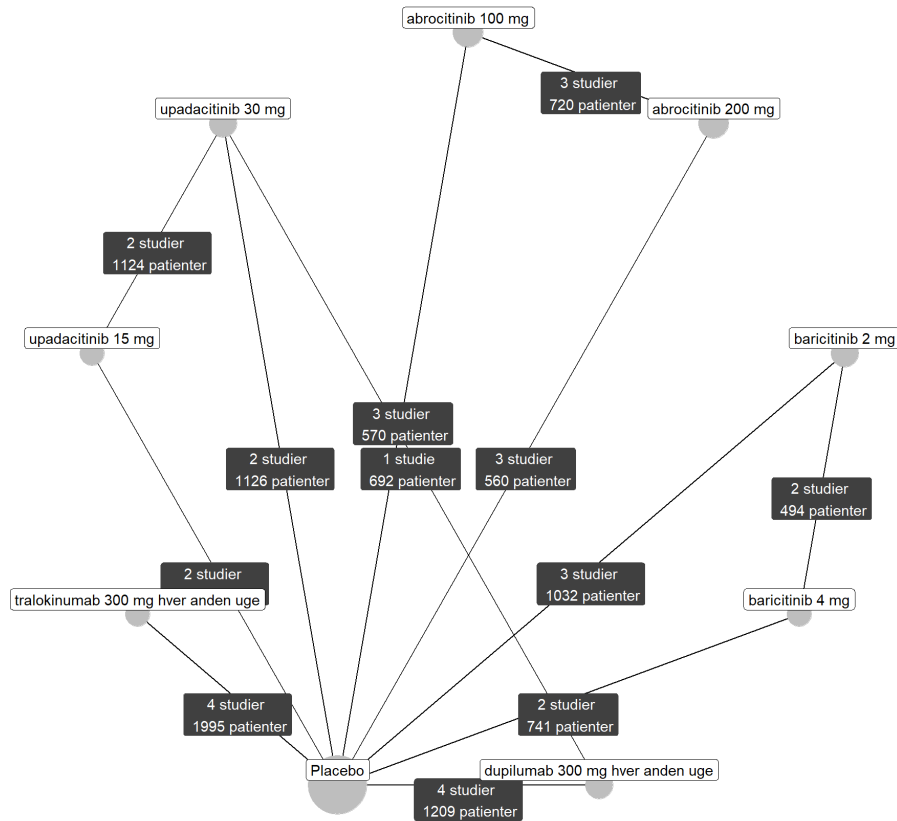 abrocitinib 100 mg
3 studier
720 patienter
upadacitinib 30 mg
abrocitinib 200 mg
2 studier
1124 patienter
upadacitinib 15 mg
baricitinib 2 mg
3 studier
570 patienter
2 studier
1126 patienter
1 studie
692 patienter
3 studier
560 patienter
2 studier
494 patienter
2 studier
tralokinumab 300 mg hver anden uge
3 studier
1032 patienter
baricitinib 4 mg
4 studier
1995 patienter
2 studier
741 patienter
Placebo
dupilumab 300 mg hver anden uge
4 studier
1209 patienter